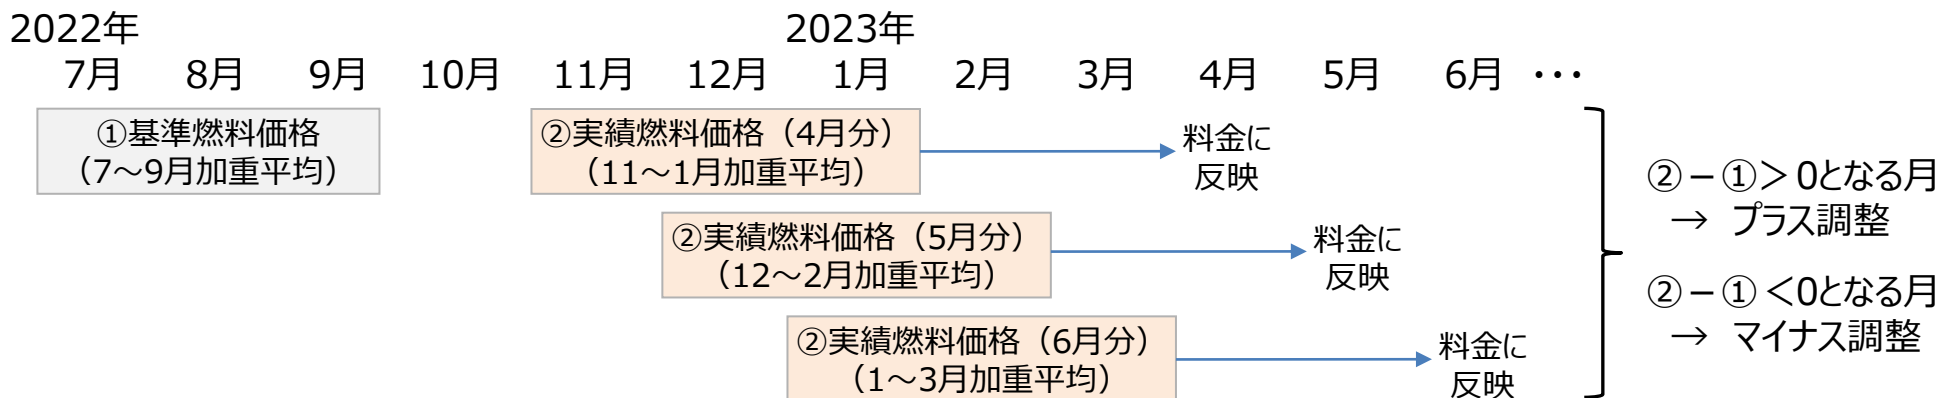 2022年 2023年
7月 8月 9月 10月 11月 12月 1月 2月 3月 4月 5月 6月 ・・・
①基準燃料価格
（7～9月加重平均）
②実績燃料価格（4月分）
（11～1月加重平均）
料金に
反映
②実績燃料価格（5月分）
（12～2月加重平均）
料金に
反映
②実績燃料価格（6月分）
（1～3月加重平均）
料金に
反映
②－①＞0となる月
→ プラス調整
②－①＜0となる月
→ マイナス調整